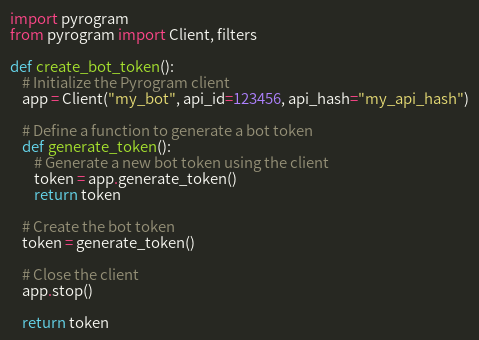 import pyrogram
from pyrogram import Client, filters
def create_bot_token():
# Initialize the Pyrogram client
app = Client("my_bot", api_id=123456, api_hash="my_api_hash")
# Define a function to generate a bot token
def generate_token():
# Generate a new bot token using the client
token = app.generate_token()
return token
# Create the bot token
token = generate_token()
# Close the client
app.stop()
return token